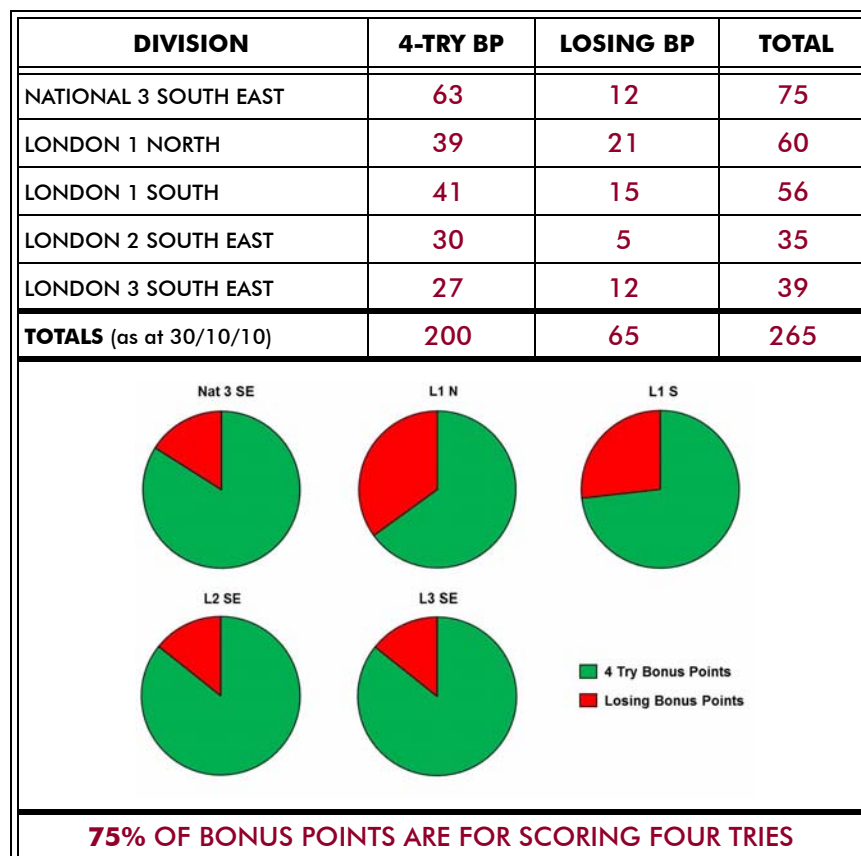 DIVISION 4-TRY BP LOSING BP TOTAL
NATIONAL 3 SOUTH EAST 63 12 75
LONDON 1 NORTH 39 21 60
LONDON 1 SOUTH 41 15 56
LONDON 2 SOUTH EAST 30 5 35
LONDON 3 SOUTH EAST 27 12 39
TOTALS (as at 30/10/10) 200 65 265
Nat 3 SE L1 N L1 S
L2 SE L3 SE
4 Try Bonus Points
Losing Bonus Points
75% OF BONUS POINTS ARE FOR SCORING FOUR TRIES